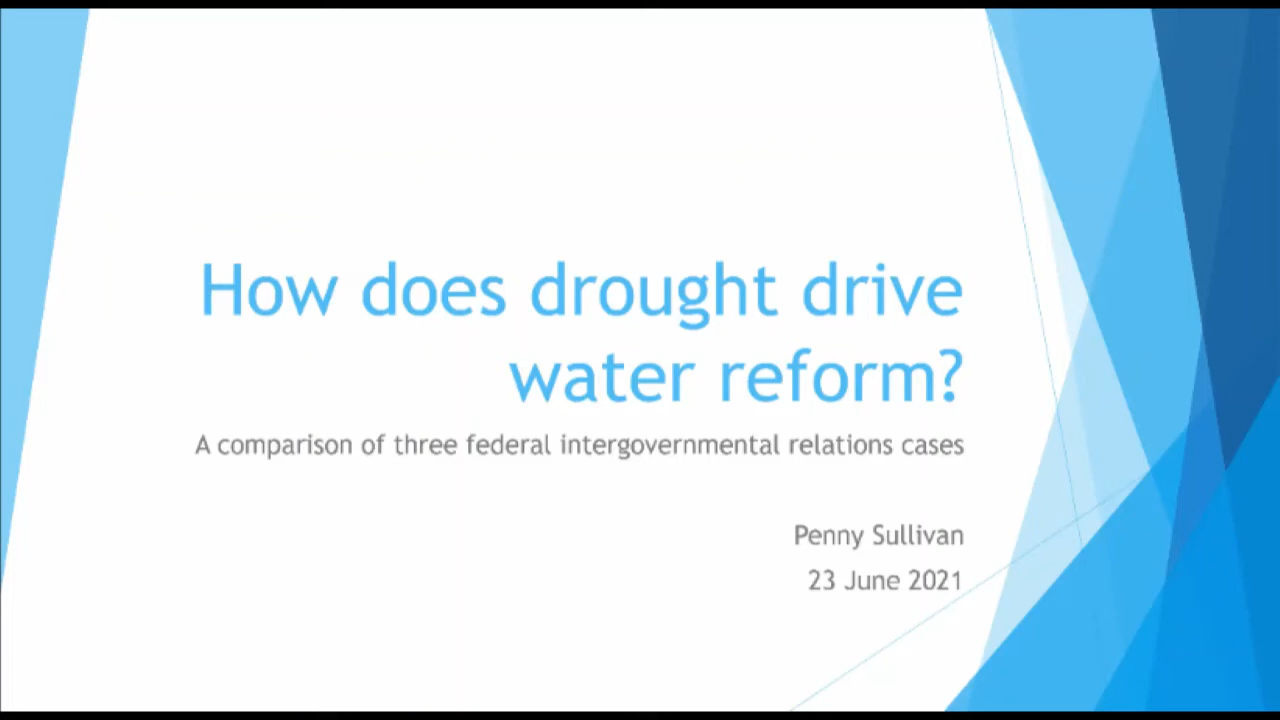 How does drought drive
water reform?
A comparison of three federal intergovernmental relations cases
Penny Sullivan
23 June 2021